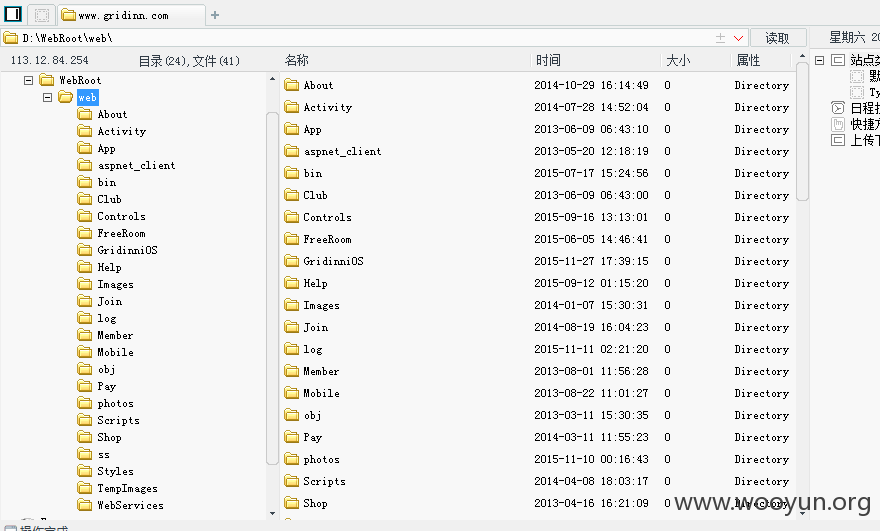 www.gridinn.com
D:\WebRoot\web\ 读取 星期六 20
113.12.84.254 目录(24),文件(41) 名称 时间 大小 属性
WebRoot
web
About
Activity
App
aspnet_client
bin
Club
Controls
FreeRoom
GridinniOS
Help
Images
Join
log
Member
Mobile
obj
Pay
photos
Scripts
Shop
ss
Styles
TempImages
WebServices
About 2014-10-29 16:14:49 0 Directory
Activity 2014-07-28 14:52:04 0 Directory
App 2013-06-09 06:43:10 0 Directory
aspnet_client 2013-05-20 12:18:19 0 Directory
bin 2015-07-17 15:24:56 0 Directory
Club 2013-06-09 06:43:00 0 Directory
Controls 2015-09-16 13:13:01 0 Directory
FreeRoom 2015-06-05 14:46:41 0 Directory
GridinniOS 2015-11-27 17:39:15 0 Directory
Help 2015-09-12 01:15:20 0 Directory
Images 2014-01-07 15:30:31 0 Directory
Join 2014-08-19 16:04:23 0 Directory
log 2015-11-11 02:21:20 0 Directory
Member 2013-08-01 11:56:28 0 Directory
Mobile 2013-08-22 11:01:27 0 Directory
obj 2013-03-11 15:30:35 0 Directory
Pay 2014-03-11 11:55:23 0 Directory
photos 2015-11-10 00:16:43 0 Directory
Scripts 2014-04-08 18:03:17 0 Directory
Shop 2013-04-16 16:21:09 0 Directory
站点类
默
Ty
日程
快捷方
上传下
操作完成
www.wooyun.org